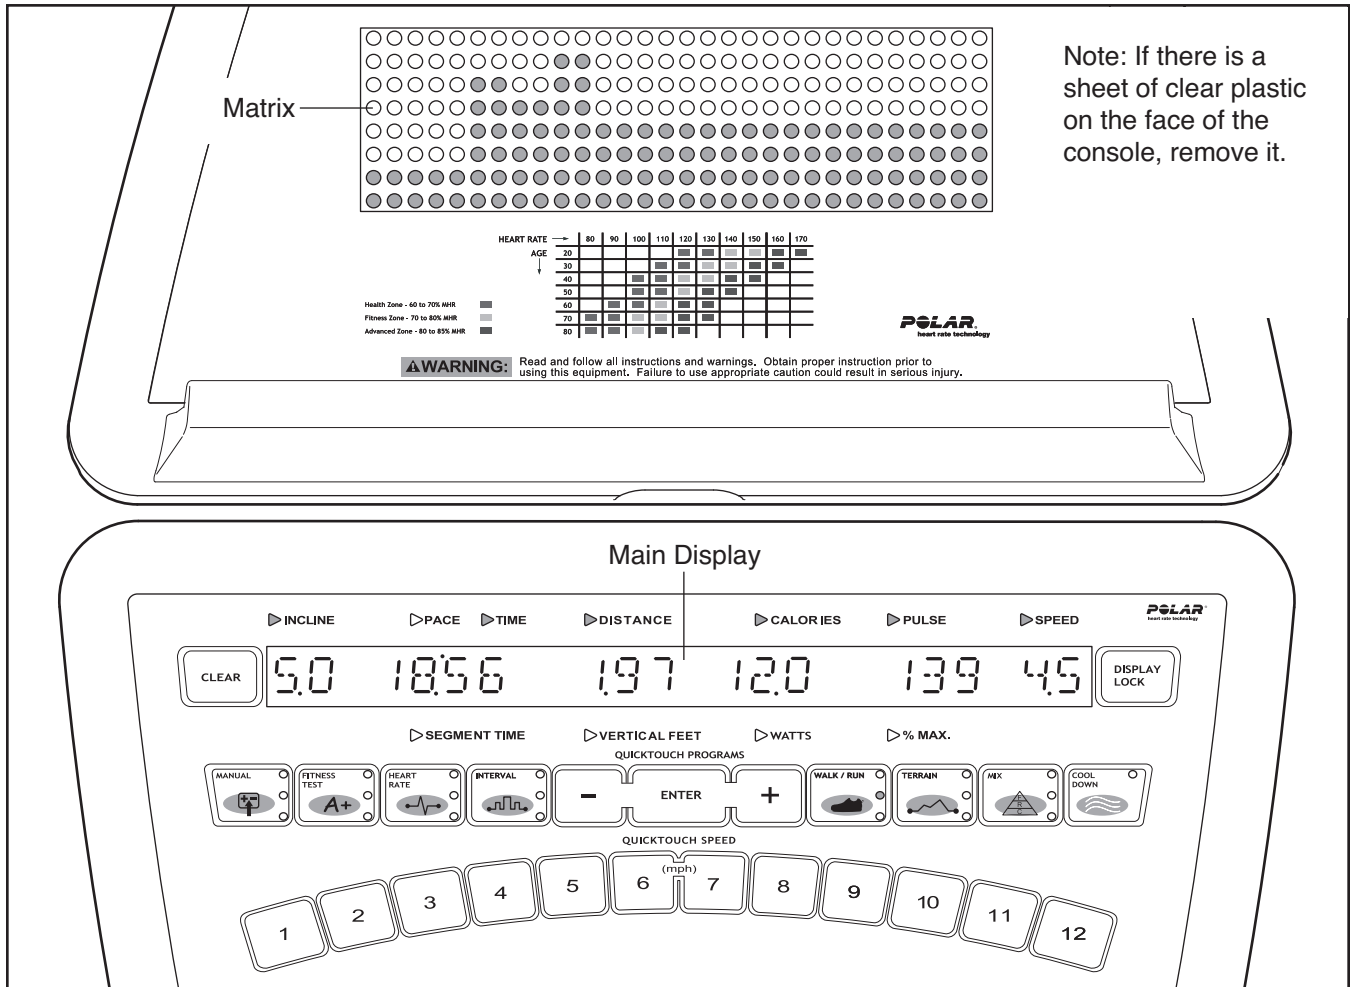 Matrix
Note: If there is a
sheet of clear plastic
on the face of the
console, remove it.
HEART RATE 80 90 100 110 120 130 140 150 160 170
AGE 20
30
40
50
60
70
80
Health Zone - 60 to 70% MHR
Fitness Zone - 70 to 80% MHR
Advanced Zone - 80 to 85% MHR
POLAR.
heart rate technology
WARNING: Read and follow all instructions and warnings. Obtain proper instruction prior to
using this equipment. Failure to use appropriate caution could result in serious injury.
Main Display
INCLINE PACE TIME DISTANCE CALORIES PULSE SPEED
POLAR
heart rate technology
CLEAR 5.0 18:56 1.97 12.0 139 4.5 DISPLAY
LOCK
SEGMENT TIME VERTICAL FEET WATTS % MAX.
QUICKTOUCH PROGRAMS
MANUAL
FITNESS
TEST
A+
HEART
RATE
INTERVAL
− ENTER +
WALK / RUN
TERRAIN
MIX
COOL
DOWN
QUICKTOUCH SPEED
(mph)
1 2 3 4 5 6 7 8 9 10 11 12